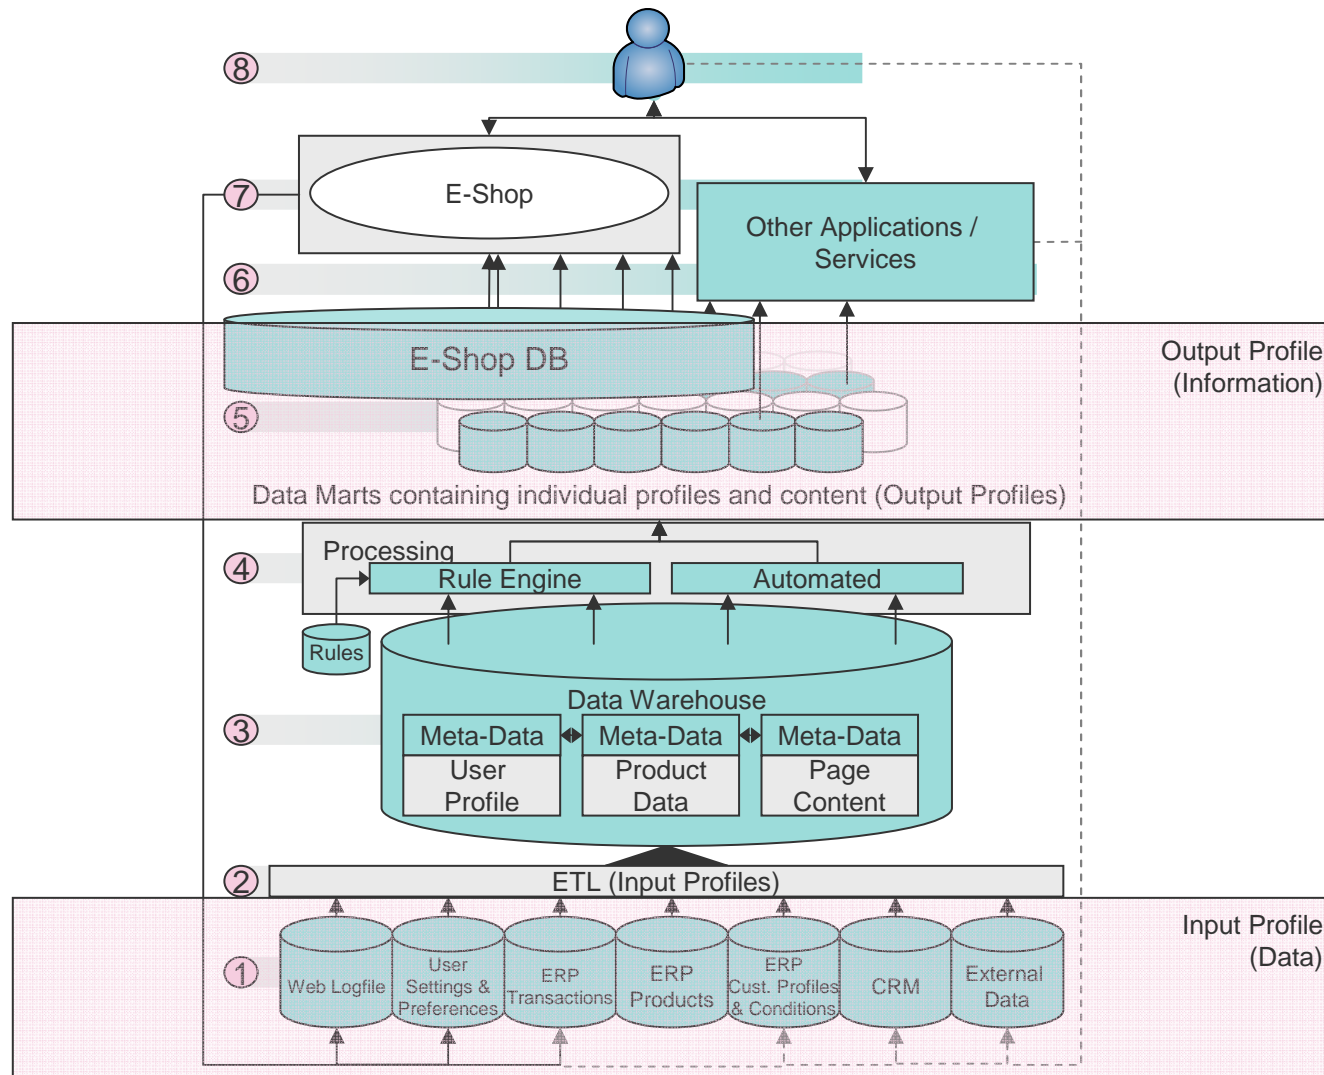 8
7
E-Shop
Other Applications /
Services
6
E-Shop DB
Output Profile
(Information)
5
Data Marts containing individual profiles and content (Output Profiles)
4
Processing
Rule Engine
Automated
Rules
Data Warehouse
3
Meta-Data
Meta-Data
Meta-Data
User
Profile
Product
Data
Page
Content
2
ETL (Input Profiles)
Input Profile
(Data)
1
Web Logfile
User
Settings &
Preferences
ERP
Transactions
ERP
Products
ERP
Cust. Profiles
& Conditions
CRM
External
Data